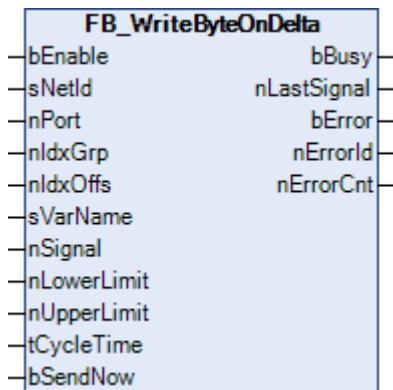 FB_WriteByteOnDelta
bEnable bBusy
sNetId nLastSignal
nPort bError
nIdxGrp nErrorId
nIdxOffs nErrorCnt
sVarName
nSignal
nLowerLimit
nUpperLimit
tCycleTime
bSendNow